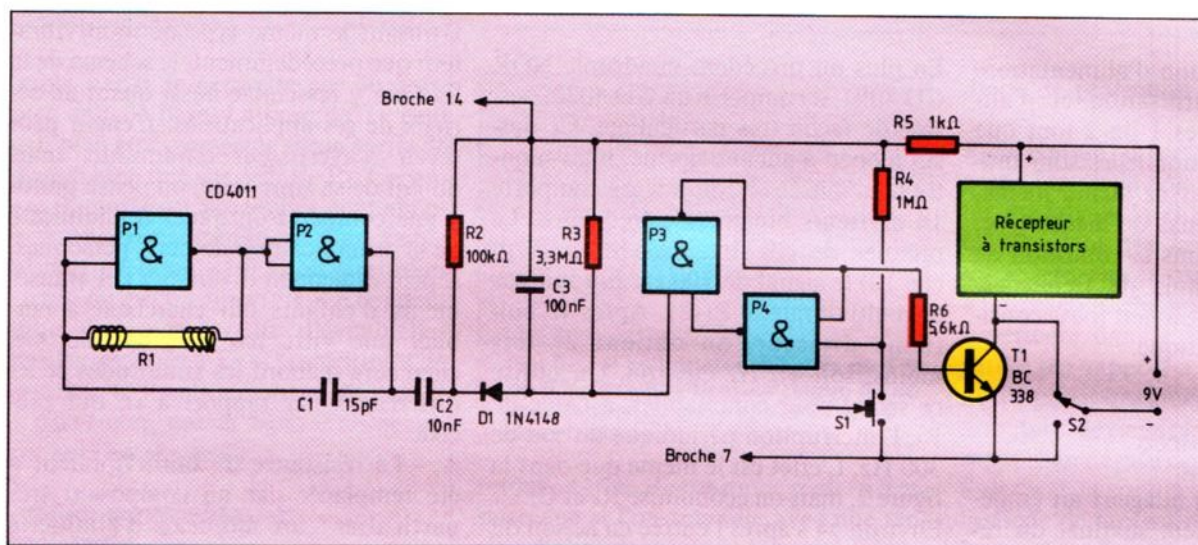 Broche 14
R5 1kΩ
CD4011
P1
&
P2
&
R1
C1
15pF
C2
10nF
D1 1N4148
R2
100kΩ
C3
100nF
R3
3,3MΩ
P3
&
P4
&
R4
1MΩ
+
Récepteur
à transistors
-
R6
5,6kΩ
T1
BC
338
S1
S2
+
9V
-
Broche 7